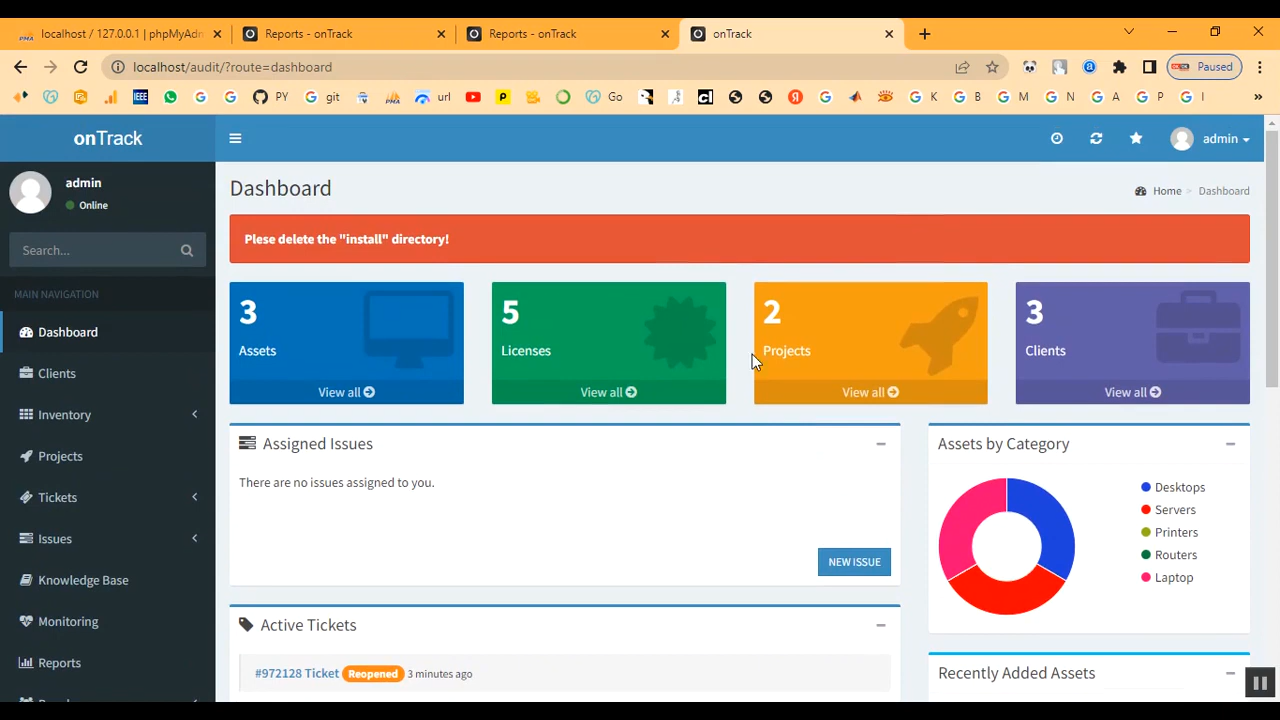 localhost / 127.0.0.1 | phpMyAdn
Reports - onTrack
Reports - onTrack
onTrack
localhost/audit/?route=dashboard
Paused
IEEE
PY
git
url
Go
K
B
M
N
A
P
I
»
onTrack
admin
admin
Online
Search...
MAIN NAVIGATION
Dashboard
Clients
Inventory
Projects
Tickets
Issues
Knowledge Base
Monitoring
Reports
Dashboard
Home > Dashboard
Plese delete the "install" directory!
3
Assets
View all
5
Licenses
View all
2
Projects
View all
3
Clients
View all
Assigned Issues
There are no issues assigned to you.
NEW ISSUE
Assets by Category
Desktops
Servers
Printers
Routers
Laptop
Active Tickets
#972128 Ticket Reopened 3 minutes ago
Recently Added Assets